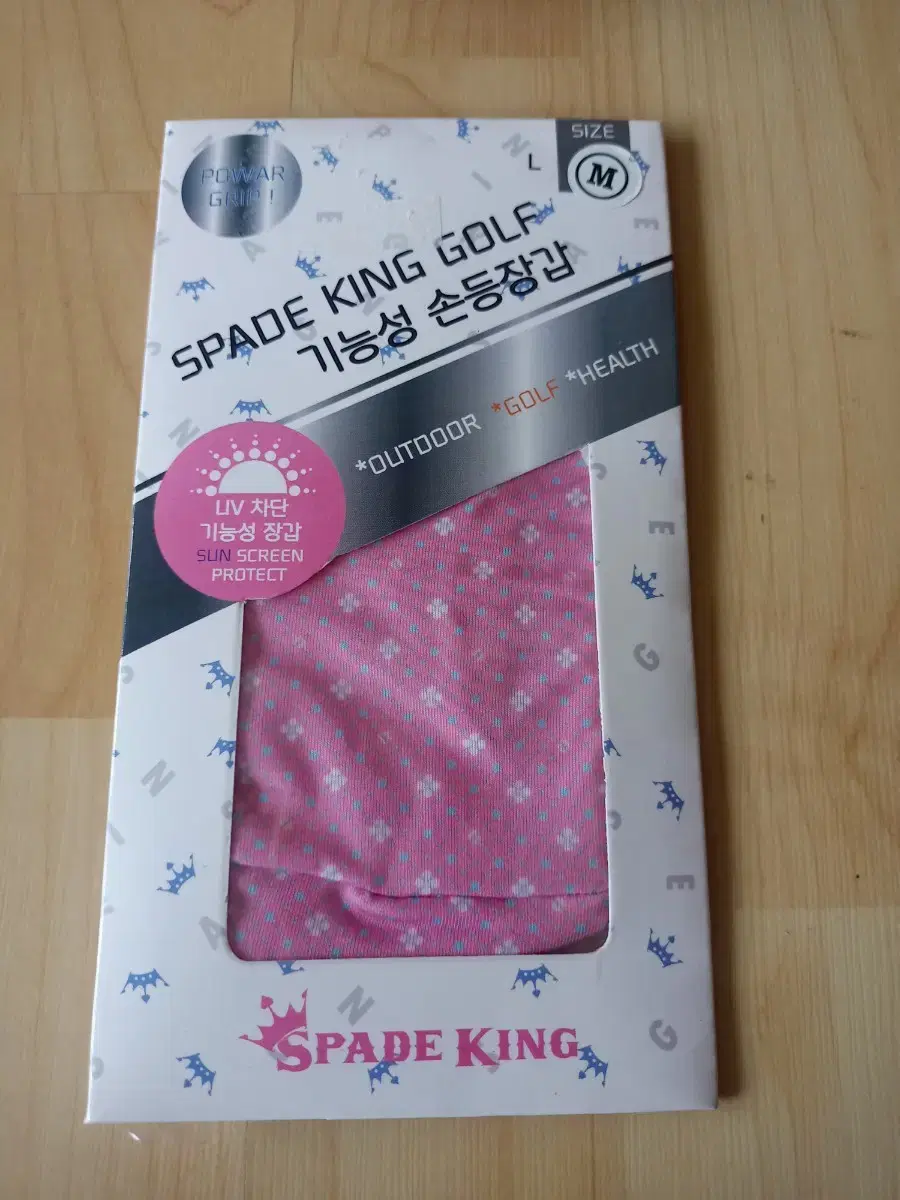 POWAR
GRIP !
SIZE
L
M
SPADE KING GOLF
기능성 손등장갑
*OUTDOOR *GOLF *HEALTH
UV 차단
기능성 장갑
SUN SCREEN
PROTECT
SPADE KING